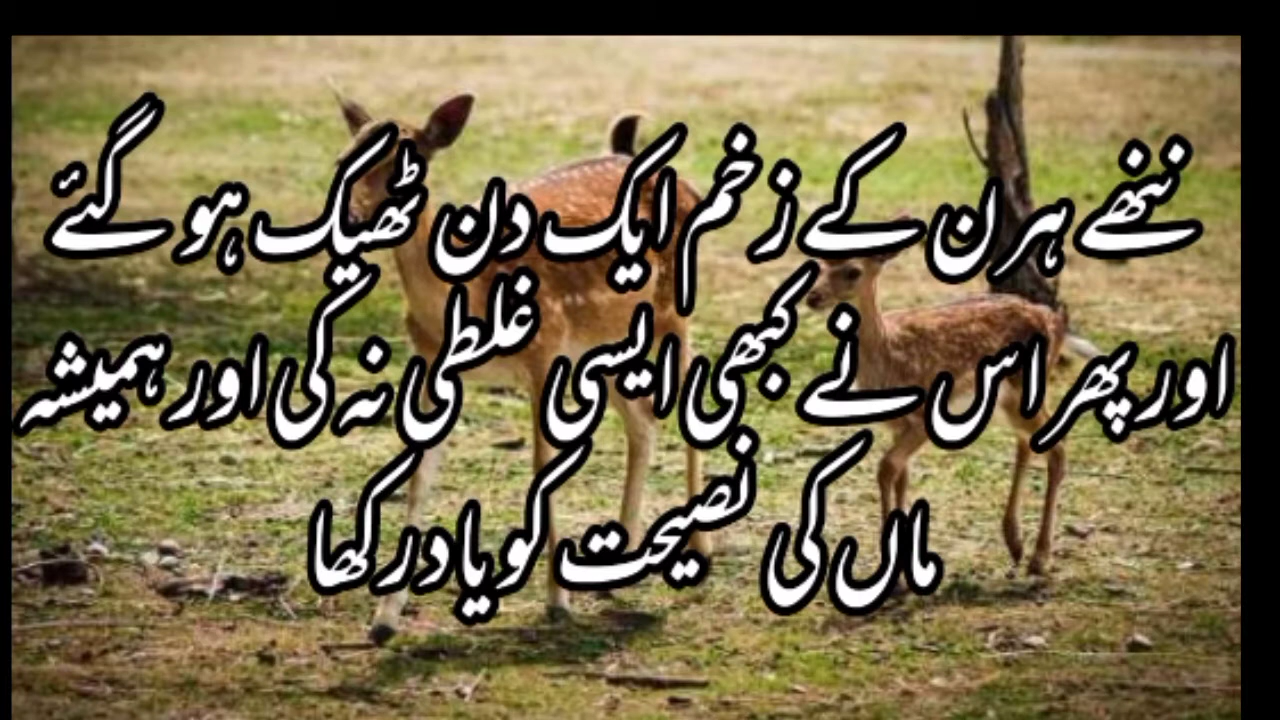 ننھے ہرن کے زخم ایک دن ٹھیک ہو گئے
اور پھر اس نے کبھی ایسی غلطی نہ کی اور ہمیشہ
ماں کی نصیحت کو یاد رکھا